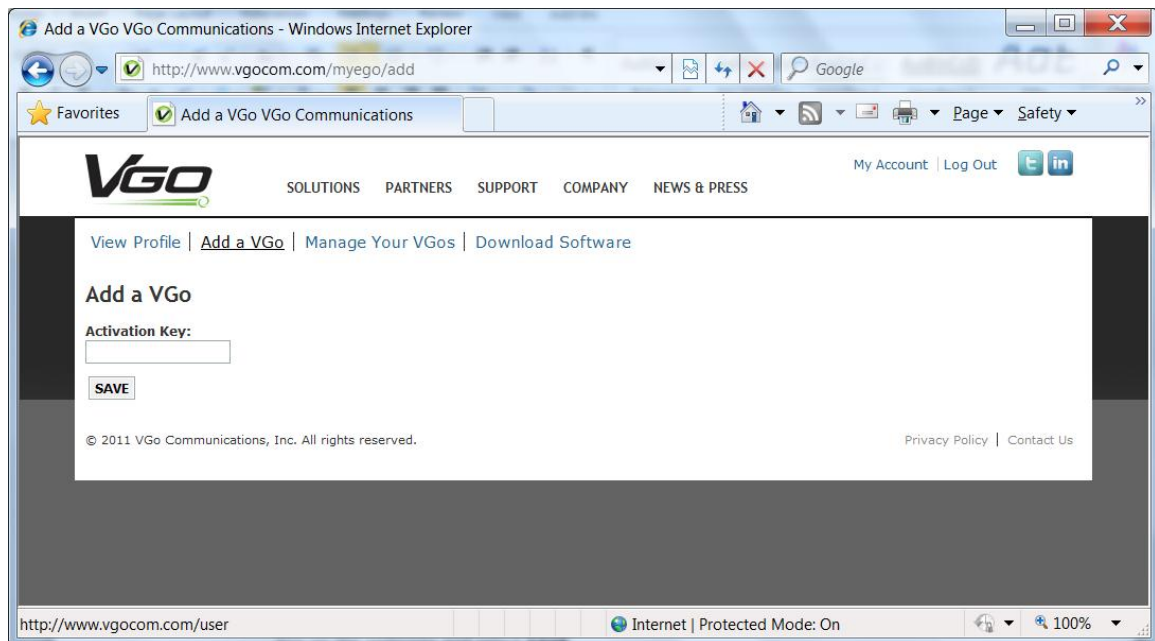 Add a VGo VGo Communications - Windows Internet Explorer
http://www.vgocom.com/myego/add
Google
Favorites
Add a VGo VGo Communications
Page
Safety
My Account | Log Out
VGO
SOLUTIONS PARTNERS SUPPORT COMPANY NEWS & PRESS
View Profile | Add a VGo | Manage Your VGos | Download Software
Add a VGo
Activation Key:
SAVE
© 2011 VGo Communications, Inc. All rights reserved.
Privacy Policy | Contact Us
http://www.vgocom.com/user
Internet | Protected Mode: On
100%